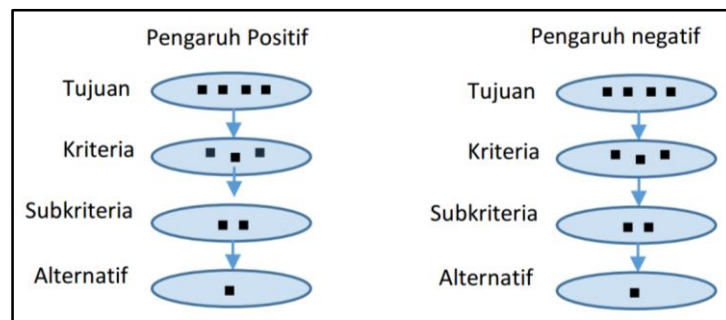 Pengaruh Positif
Tujuan
Kriteria
Subkriteria
Alternatif
Pengaruh negatif
Tujuan
Kriteria
Subkriteria
Alternatif